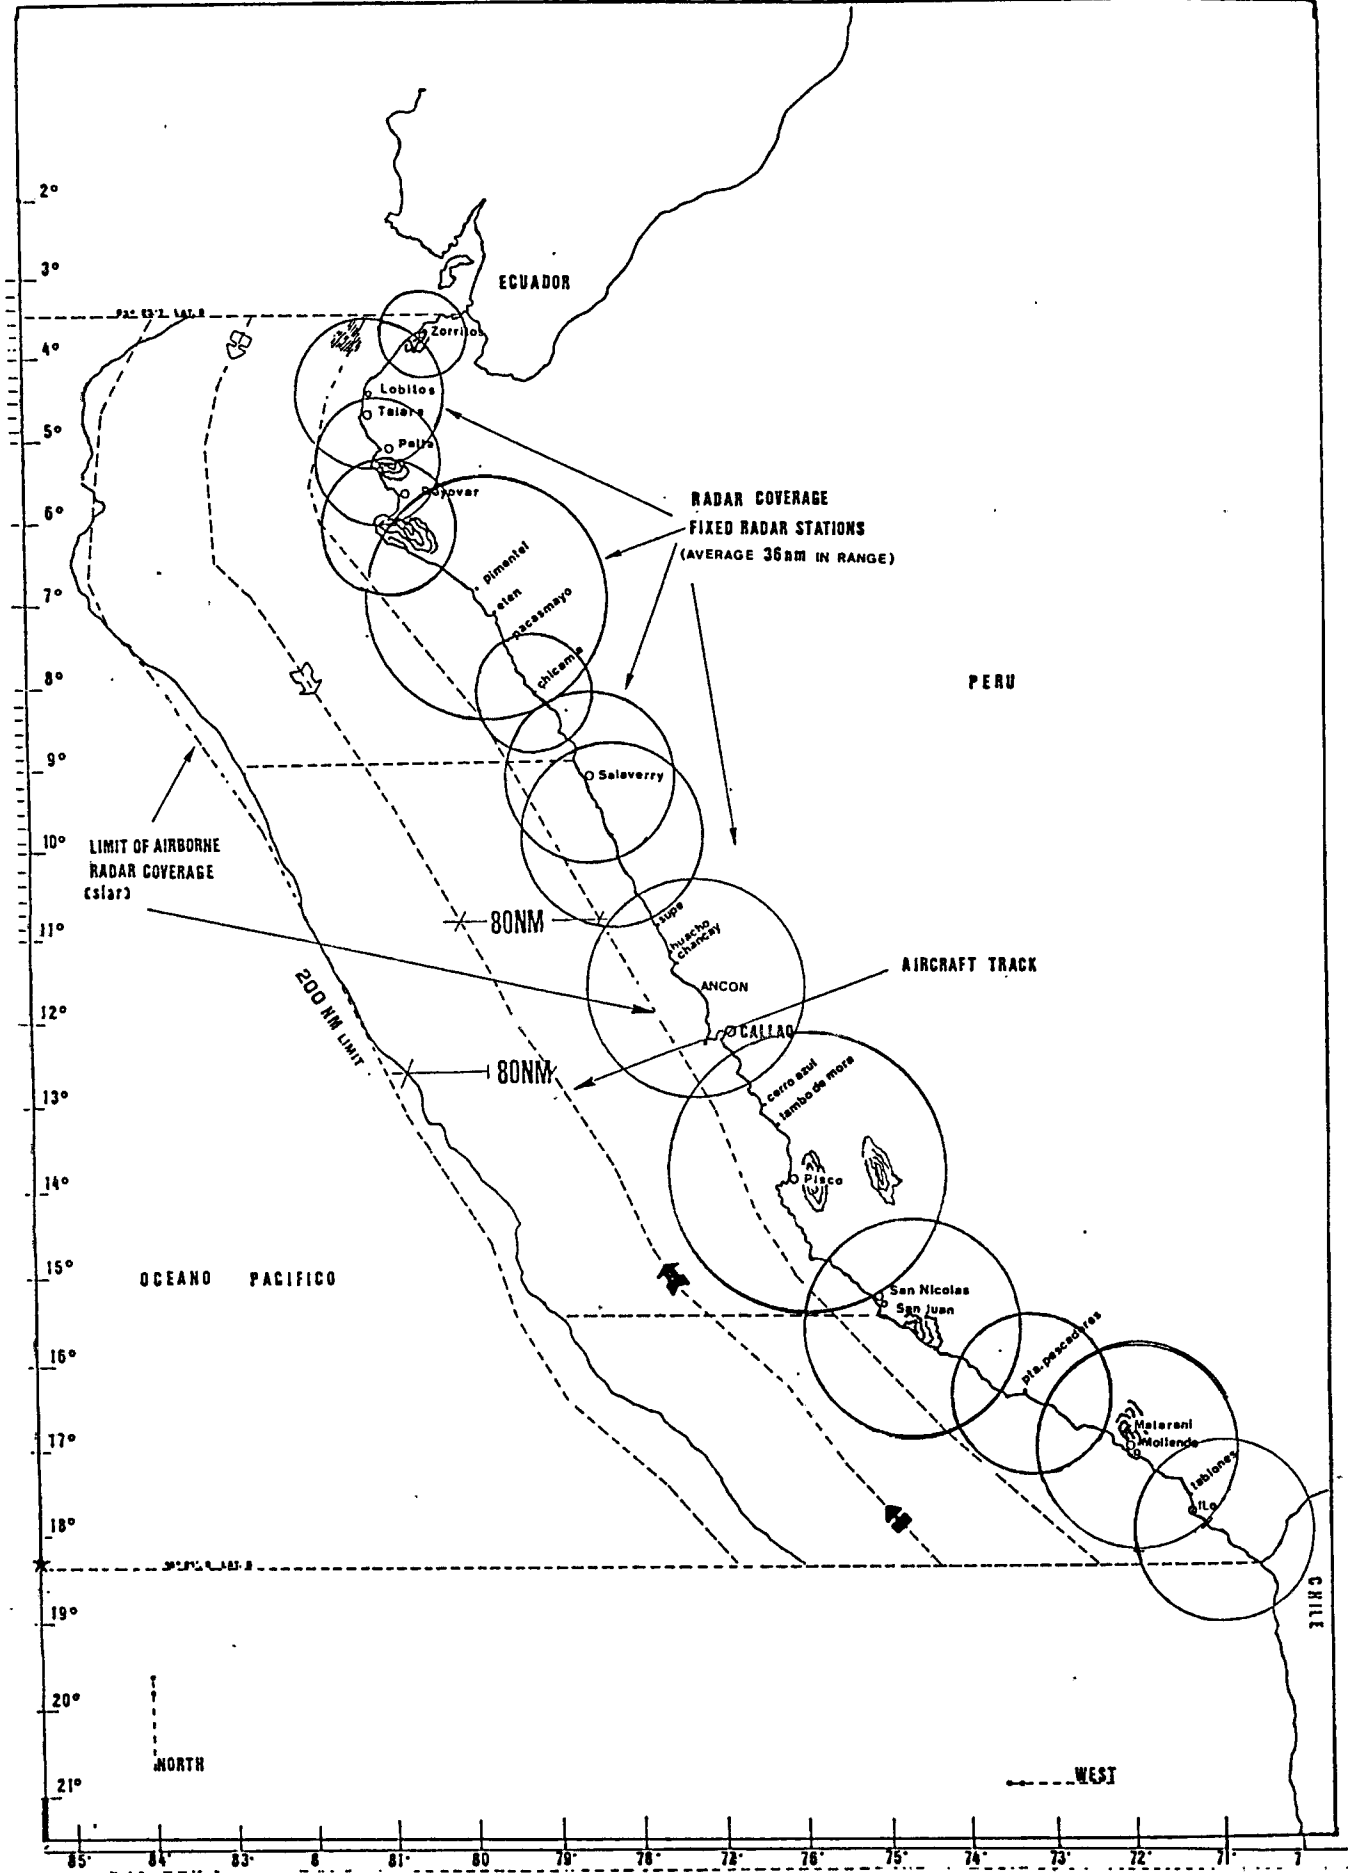 2°
3°
ECUADOR
Zorritos
4°
Lobitos
Talara
5°
Paita
6°
RADAR COVERAGE
FIXED RADAR STATIONS
(AVERAGE 36nm IN RANGE)
pimentel
eten
pacasmayo
7°
chicama
8°
PERU
9°
Salaverry
10°
LIMIT OF AIRBORNE
RADAR COVERAGE
(slar)
80NM
11°
supe
huacho
chancay
AIRCRAFT TRACK
ANCON
200 NM LIMIT
12°
CALLAO
80NM
13°
cerro azul
tambo de mora
14°
Pisco
15°
OCEANO PACIFICO
San Nicolas
San Juan
16°
pta. pescadores
17°
Matarani
Mollendo
tablones
ILo
18°
CHILE
19°
20°
NORTH
21°
WEST
85° 84° 83° 81° 80 79° 78° 76° 75° 74° 73° 72° 71°